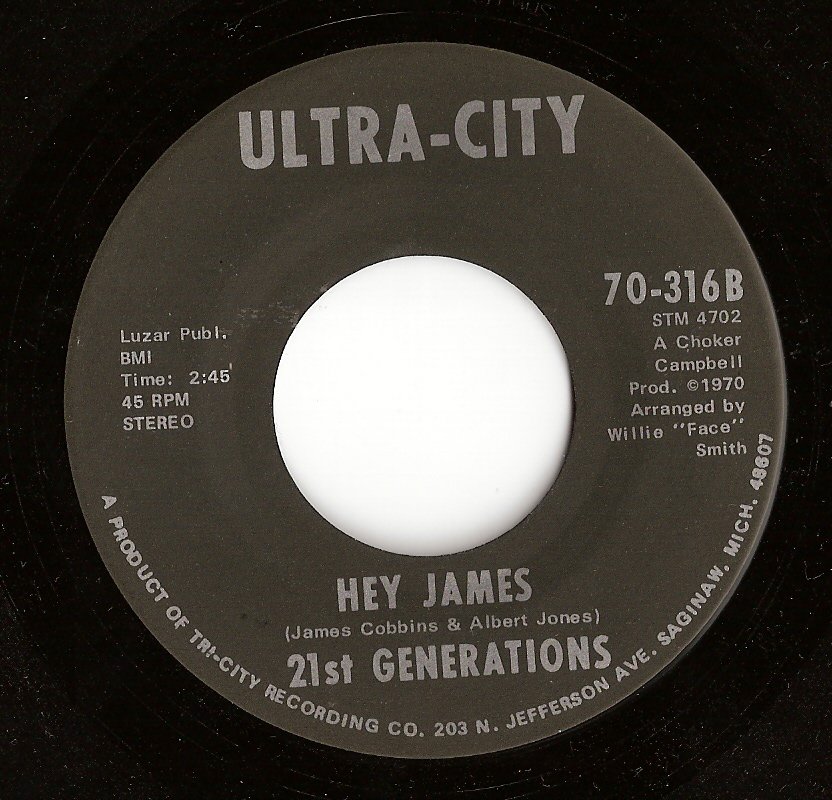 ULTRA-CITY
70-316B
STM 4702
A Choker
Campbell
Prod. ©1970
Arranged by
Willie "Face"
Smith
Luzar Publ.
BMI
Time: 2:45
45 RPM
STEREO
HEY JAMES
(James Cobbins & Albert Jones)
21st GENERATIONS
A PRODUCT OF TRI-CITY RECORDING CO. 203 N. JEFFERSON AVE. SAGINAW, MICH. 48607